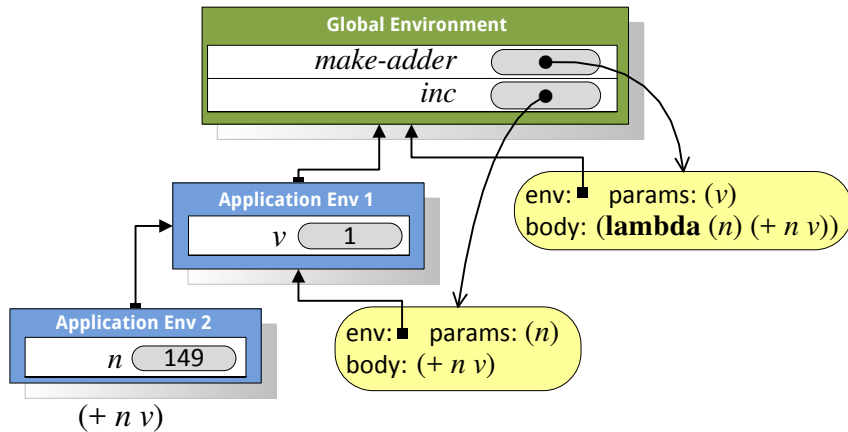 Global Environment
make-adder
inc
Application Env 1
v 1
env: params: (v)
body: (lambda (n) (+ n v))
Application Env 2
n 149
(+ n v)
env: params: (n)
body: (+ n v)